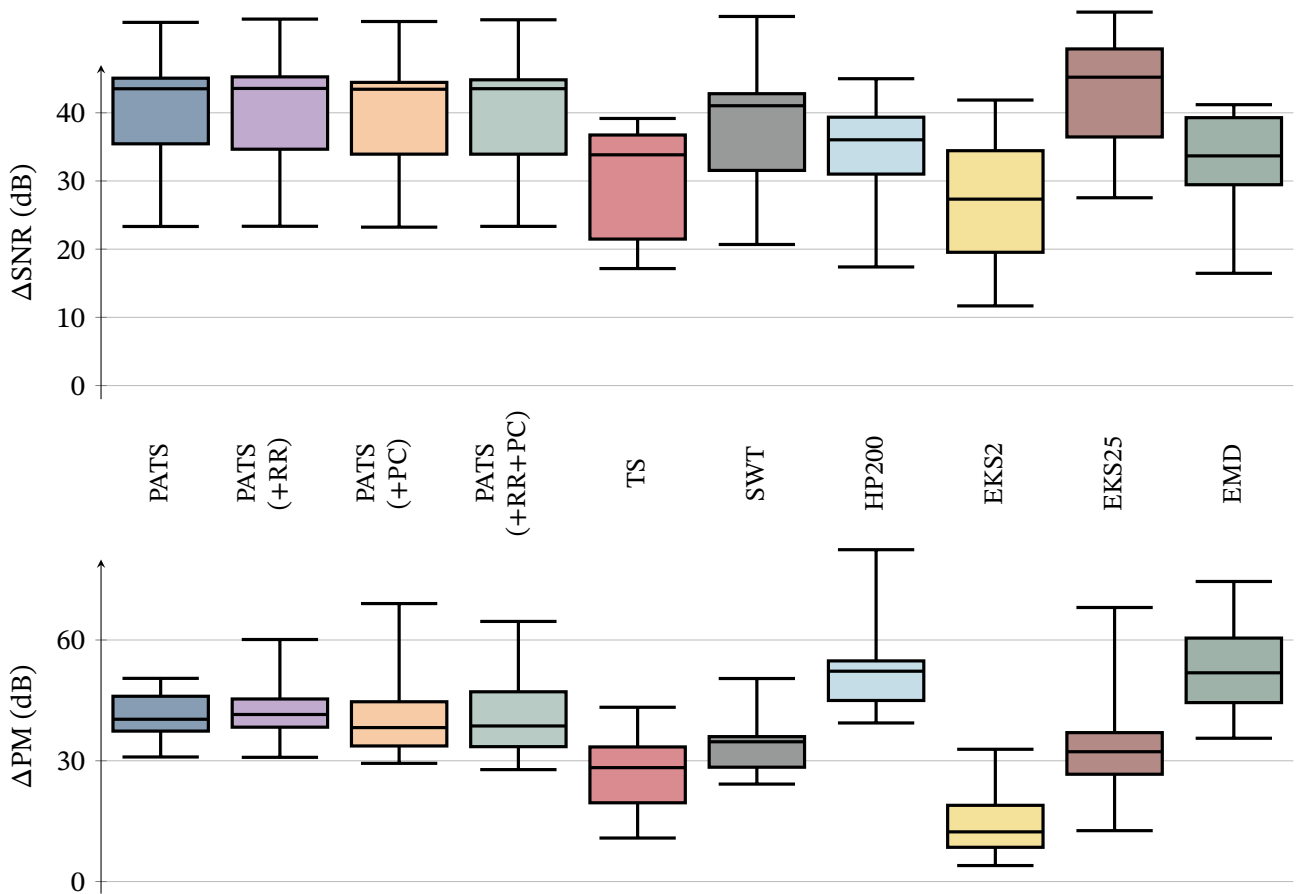 ΔSNR (dB)
40
30
20
10
0
PATS
PATS
(+RR)
PATS
(+PC)
PATS
(+RR+PC)
TS
SWT
HP200
EKS2
EKS25
EMD
ΔPM (dB)
60
30
0